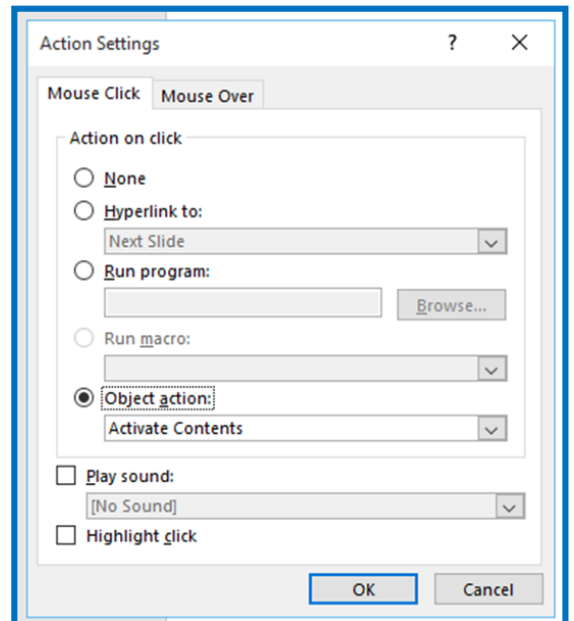 Action Settings ?
Mouse Click Mouse Over
Action on click
None
Hyperlink to:
Next Slide
Run program:
Browse...
Run macro:
Object action:
Activate Contents
Play sound:
[No Sound]
Highlight click
OK Cancel